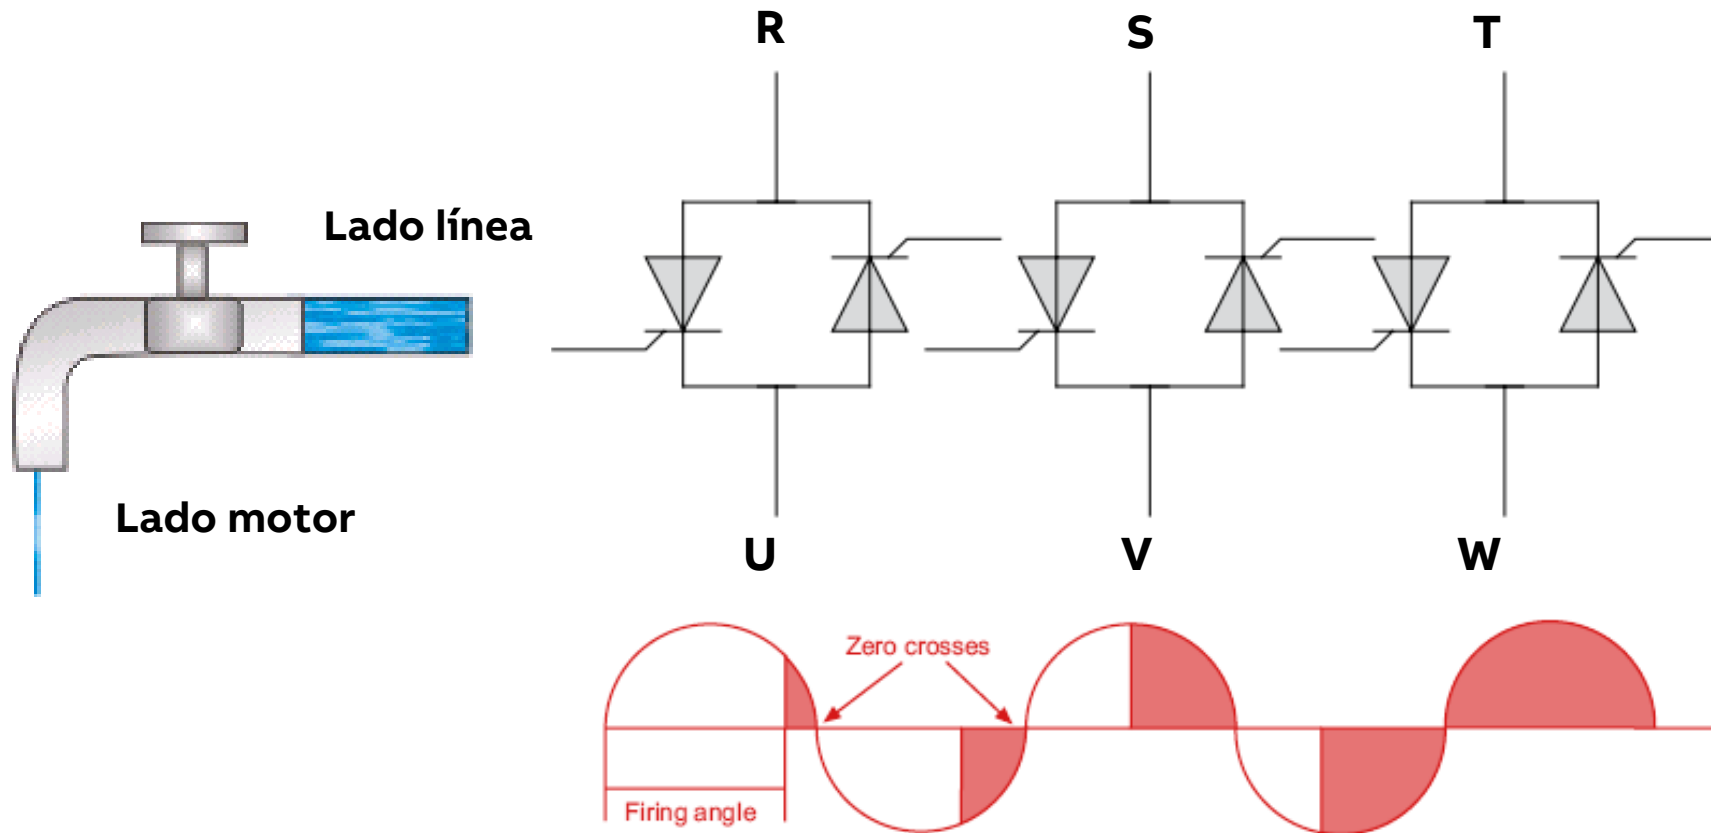 R
S
T
Lado línea
Lado motor
U
V
W
Zero crosses
Firing angle